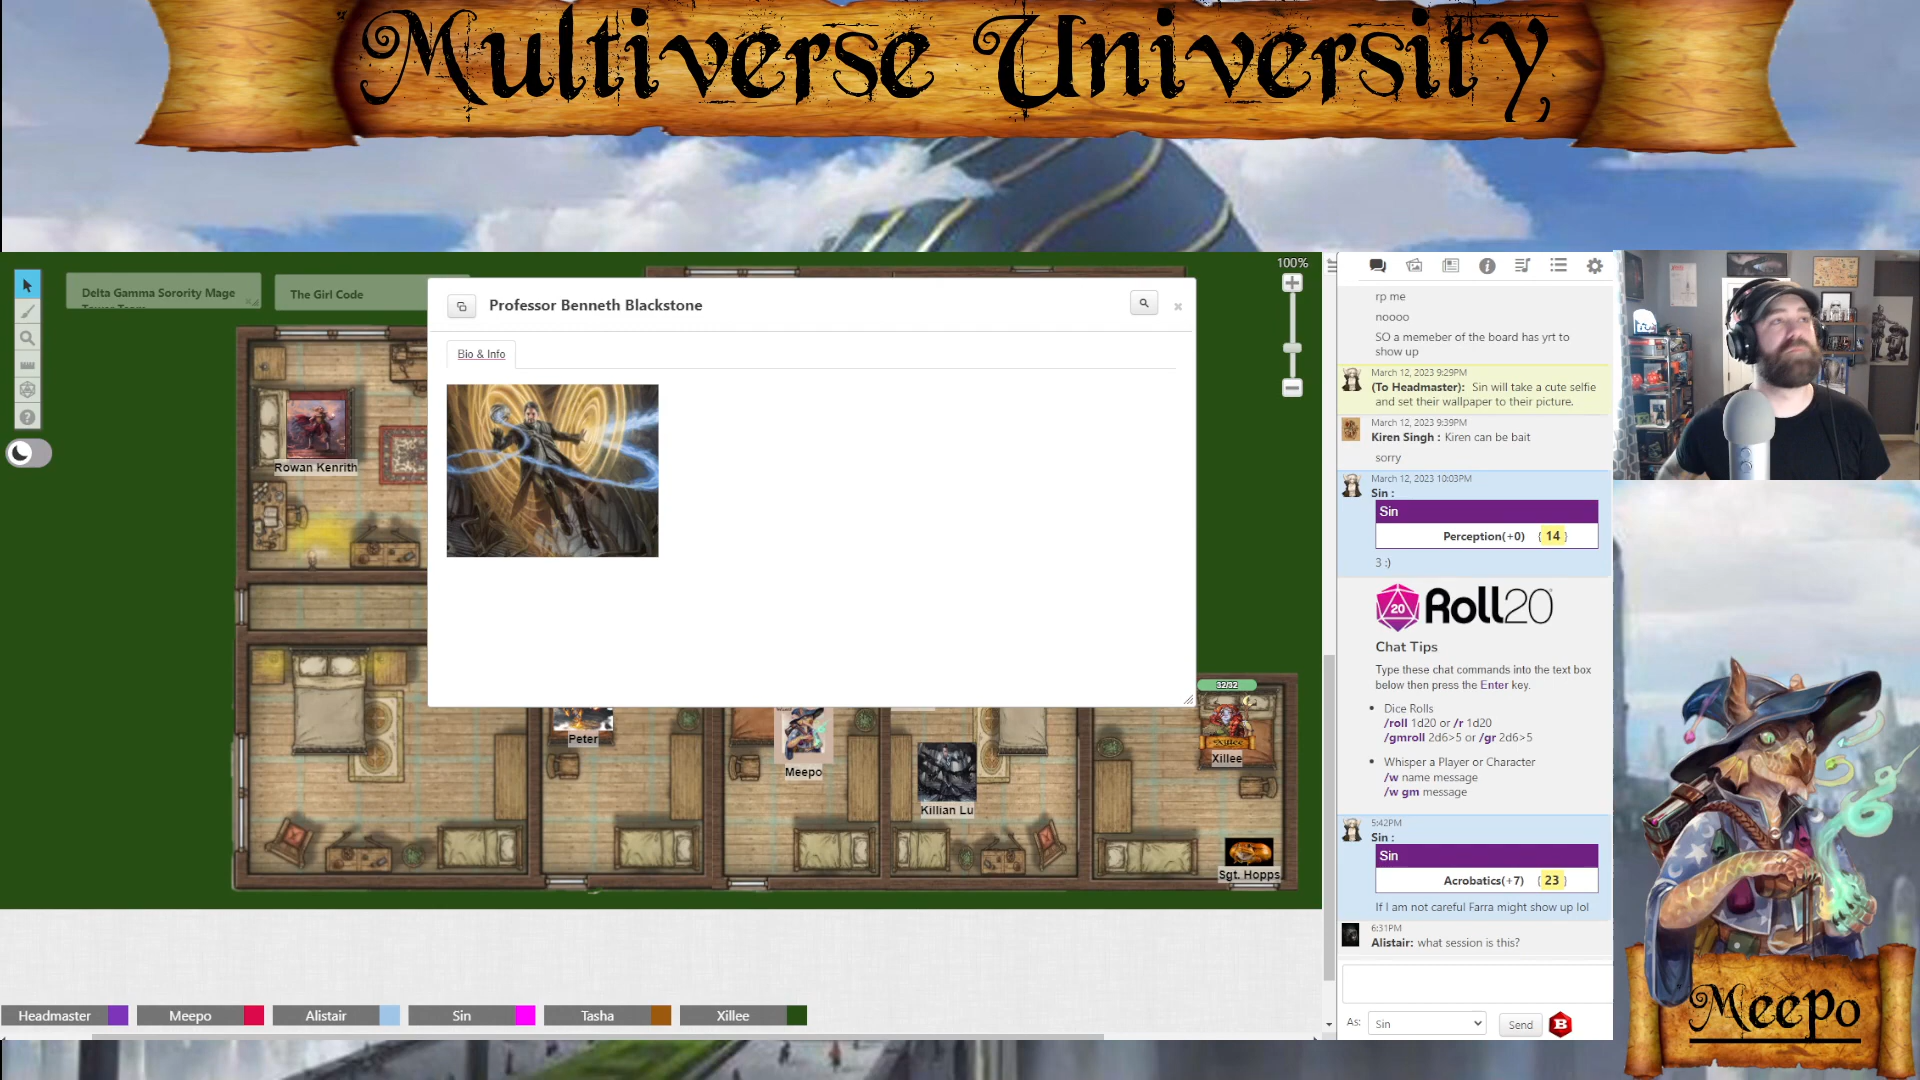 Multiverse University
100%
Delta Gamma Sorority Mage
Tower Team
The Girl Code
Professor Benneth Blackstone
Bio & Info
Rowan Kenrith
Peter
Meepo
Killian Lu
32/32
Xillee
Xillee
Sgt. Hopps
rp me
noooo
SO a memeber of the board has yrt to
show up
March 12, 2023 9:29PM
(To Headmaster): Sin will take a cute selfie
and set their wallpaper to their picture.
March 12, 2023 9:39PM
Kiren Singh : Kiren can be bait
sorry
March 12, 2023 10:03PM
Sin :
Sin
Perception(+0) { 14 }
3 :)
20
Roll20
Chat Tips
Type these chat commands into the text box
below then press the Enter key.
• Dice Rolls
/roll 1d20 or /r 1d20
/gmroll 2d6>5 or /gr 2d6>5
• Whisper a Player or Character
/w name message
/w gm message
5:42PM
Sin :
Sin
Acrobatics(+7) { 23 }
If I am not careful Farra might show up lol
6:31PM
Alistair: what session is this?
As: Sin Send B
Headmaster
Meepo
Alistair
Sin
Tasha
Xillee
Meepo